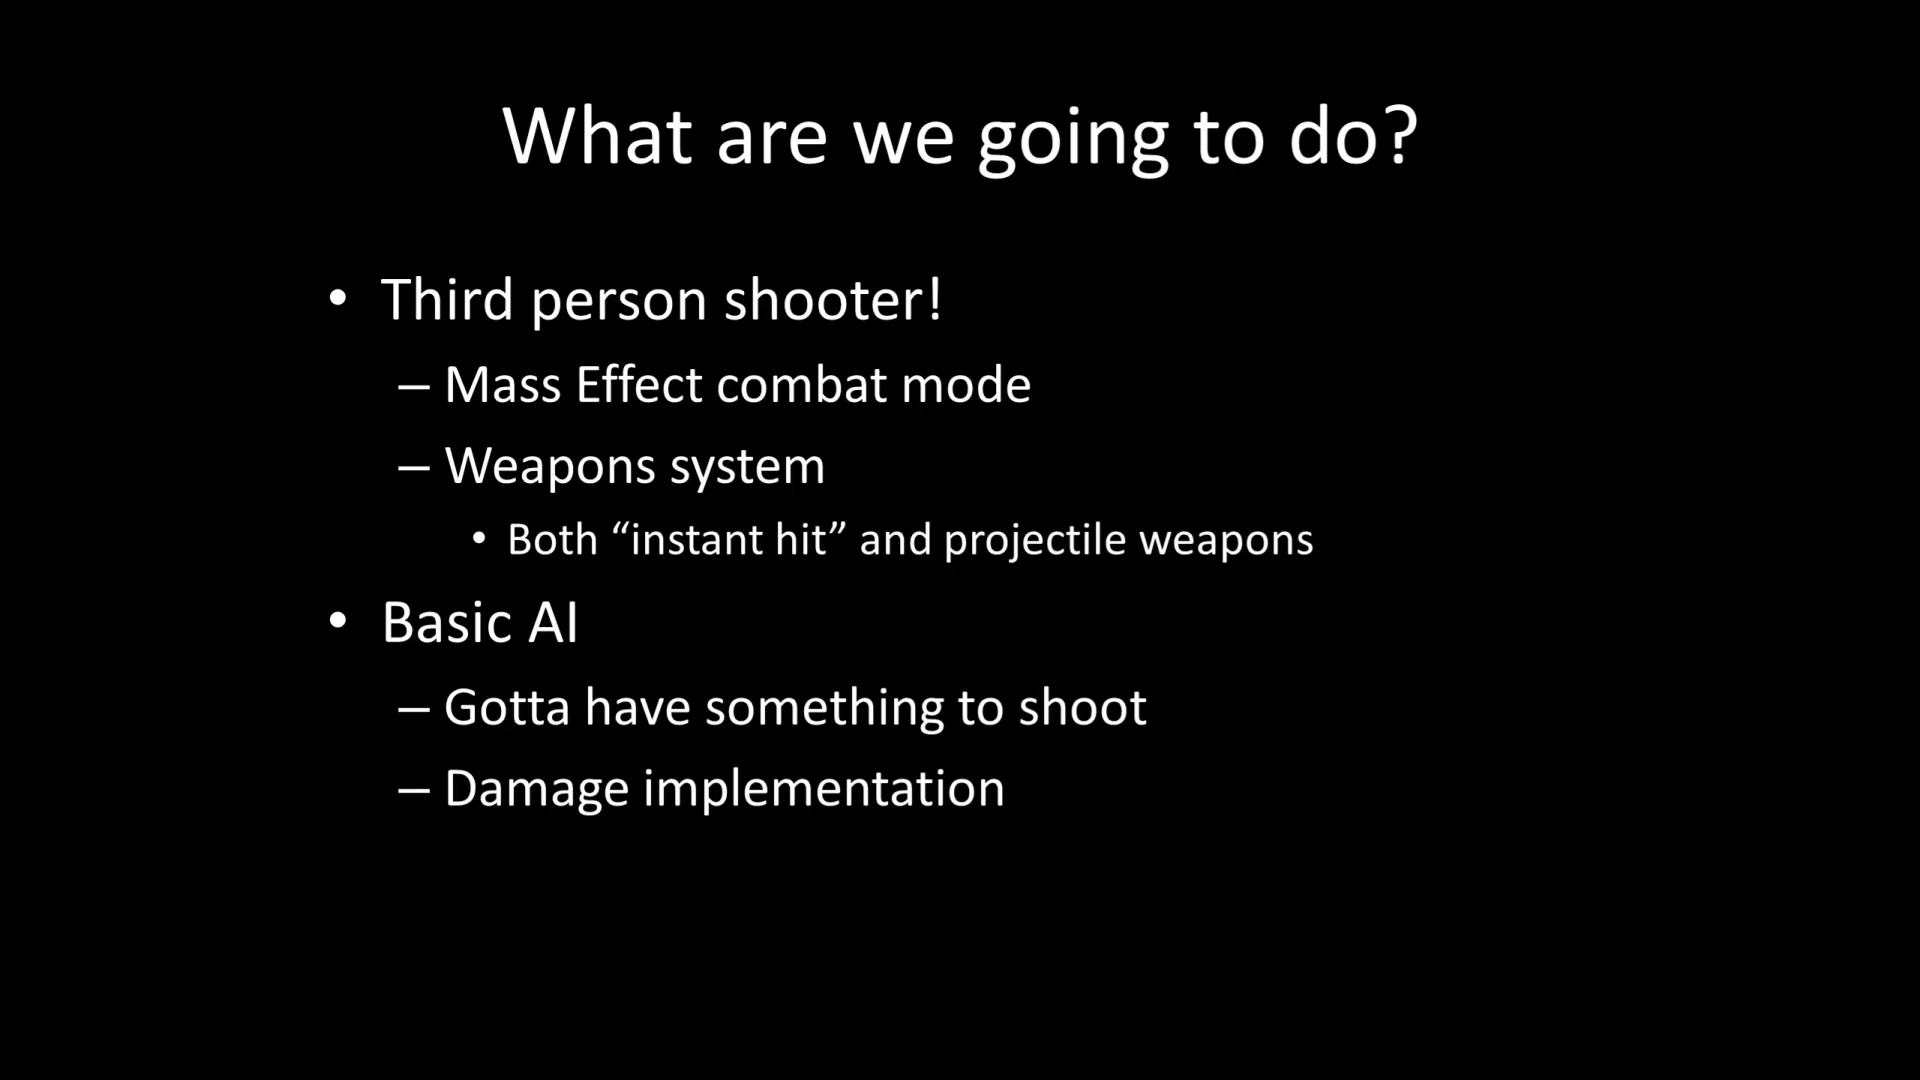 What are we going to do?
• Third person shooter!
– Mass Effect combat mode
– Weapons system
• Both “instant hit” and projectile weapons
• Basic AI
– Gotta have something to shoot
– Damage implementation